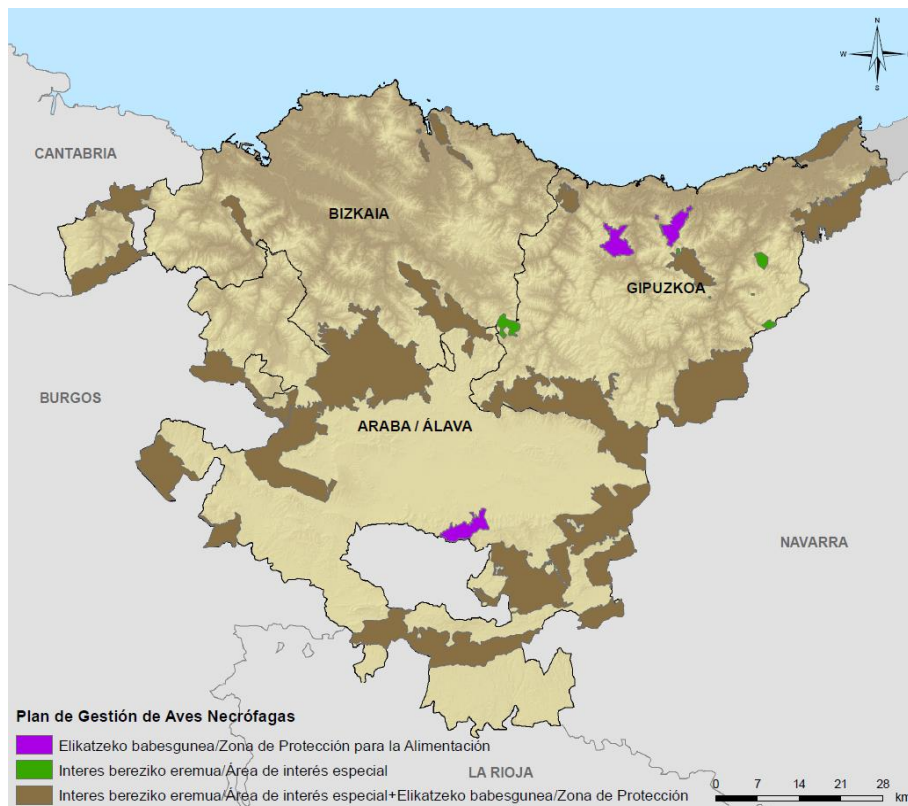 N
W
S
CANTABRIA
BIZKAIA
GIPUZKOA
BURGOS
ARABA / ÁLAVA
NAVARRA
Plan de Gestión de Aves Necrófagas
Elikatzeko babesgunea/Zona de Protección para la Alimentación
Interes bereziko eremua/Área de interés especial
LA RIOJA
Interes bereziko eremua/Área de interés especial+Elikatzeko babesgunea/Zona de Protección
0 7 14 21 28
km